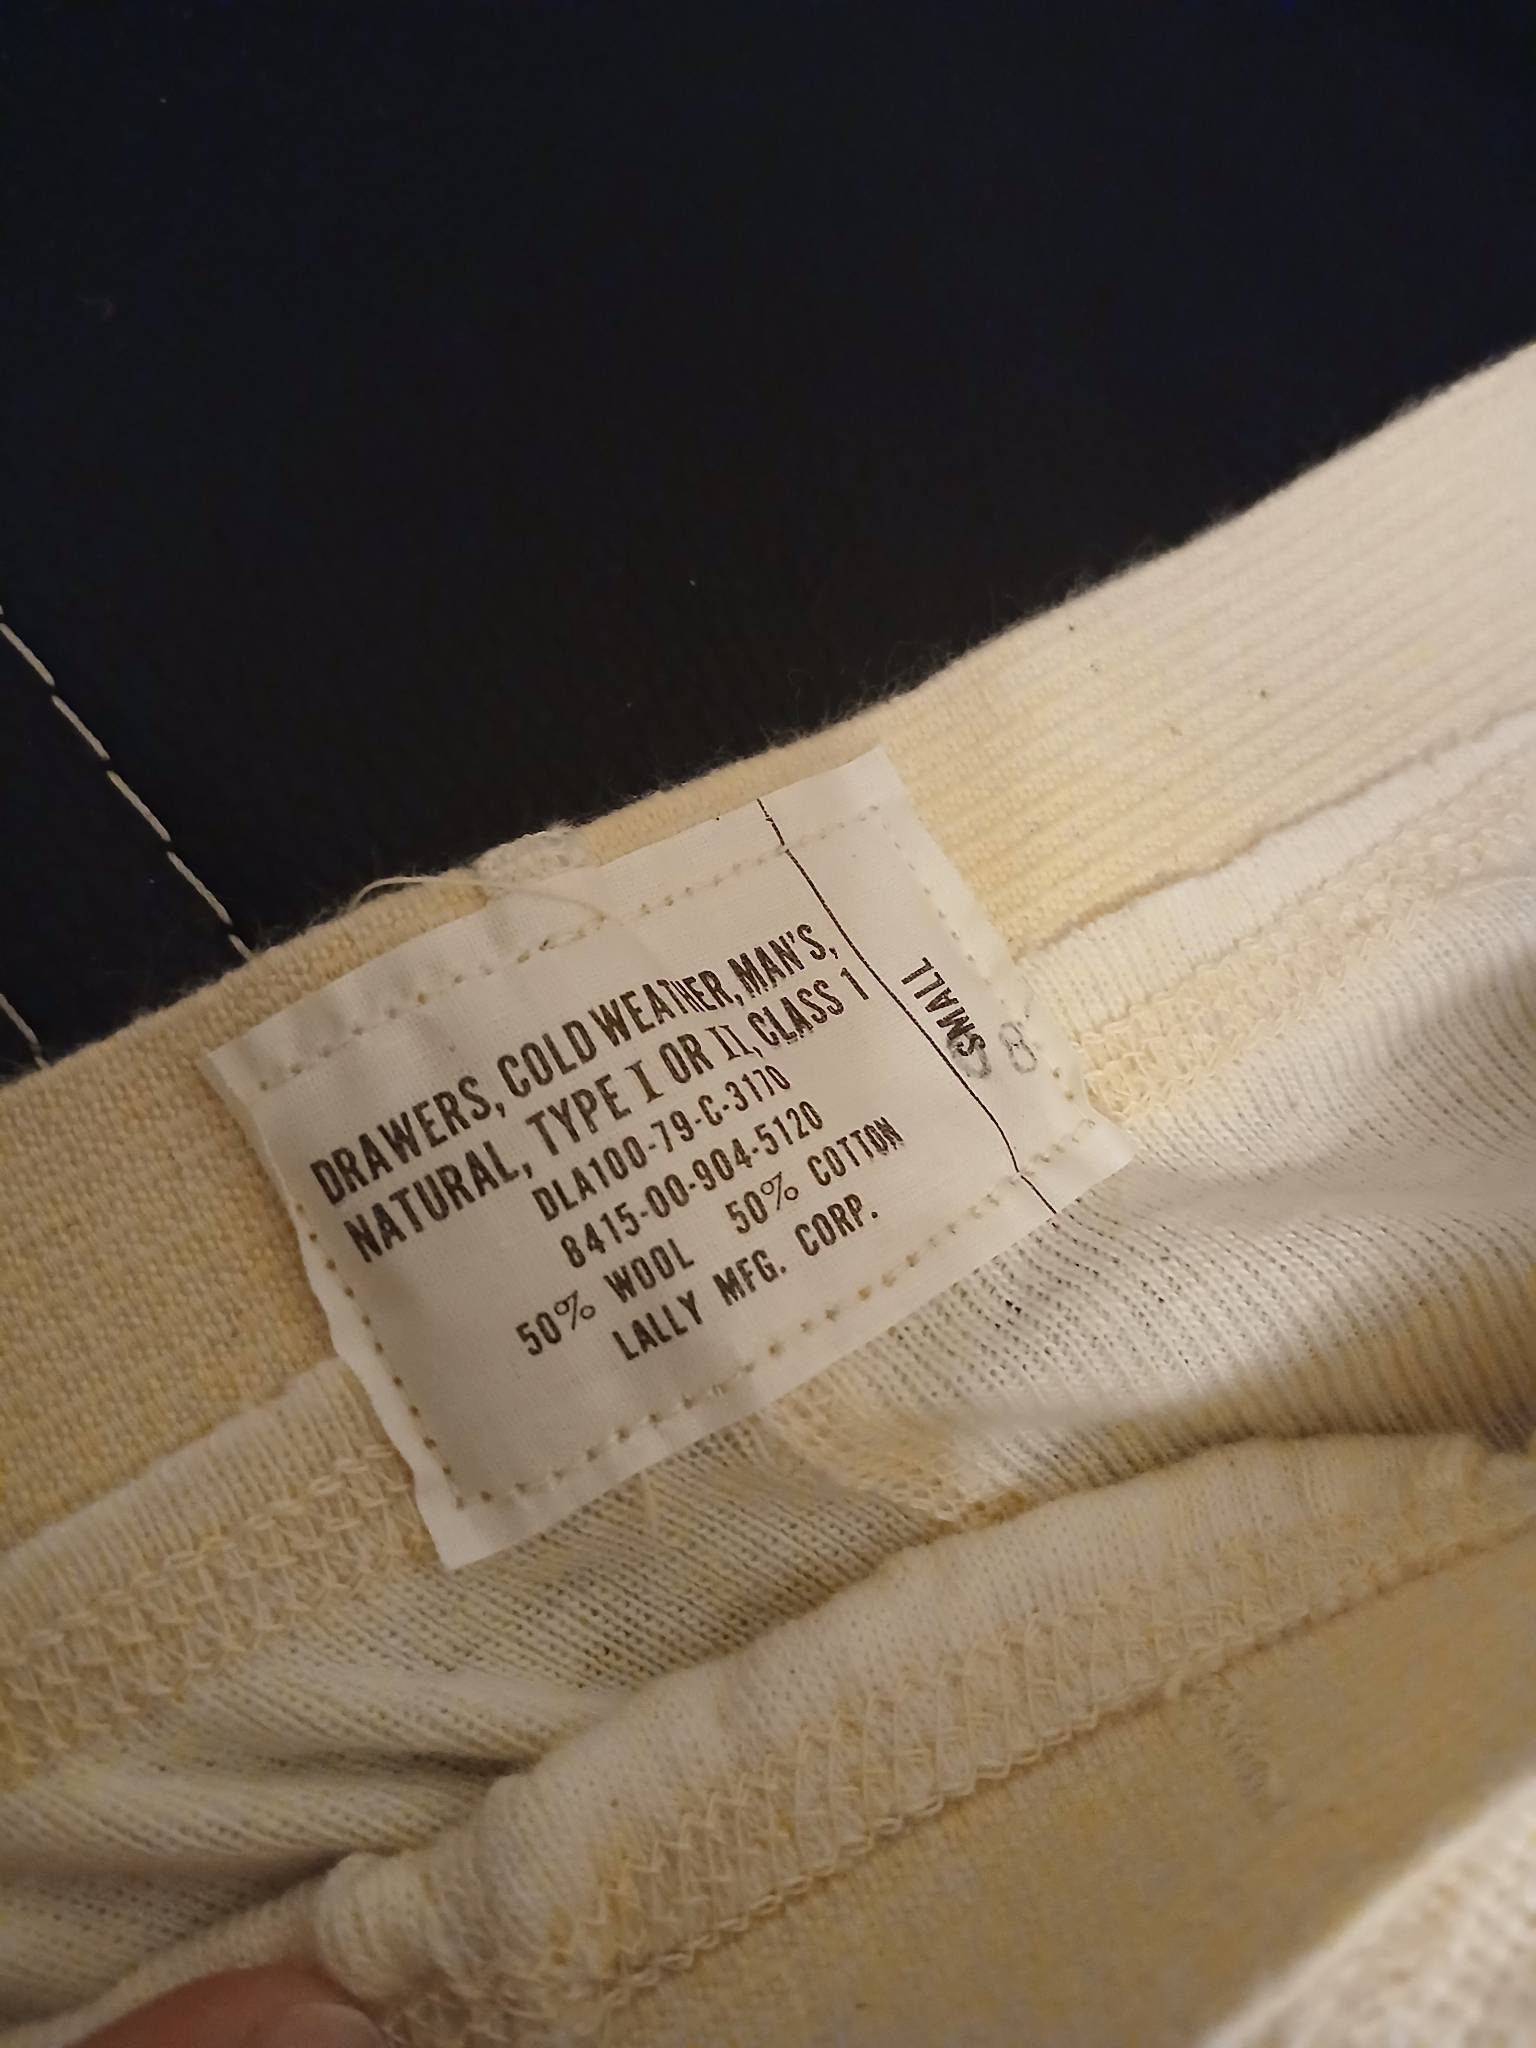 DRAWERS, COLD WEATHER, MAN'S,
NATURAL, TYPE I OR II, CLASS 1
DLA100-79-C-3170
8415-00-904-5120
50% WOOL 50% COTTON
LALLY MFG. CORP.
SMALL